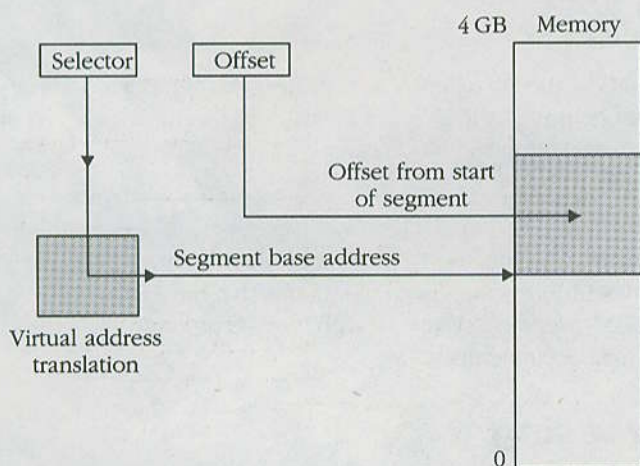 4 GB Memory
Selector
Offset
Offset from start
of segment
Segment base address
Virtual address
translation
0